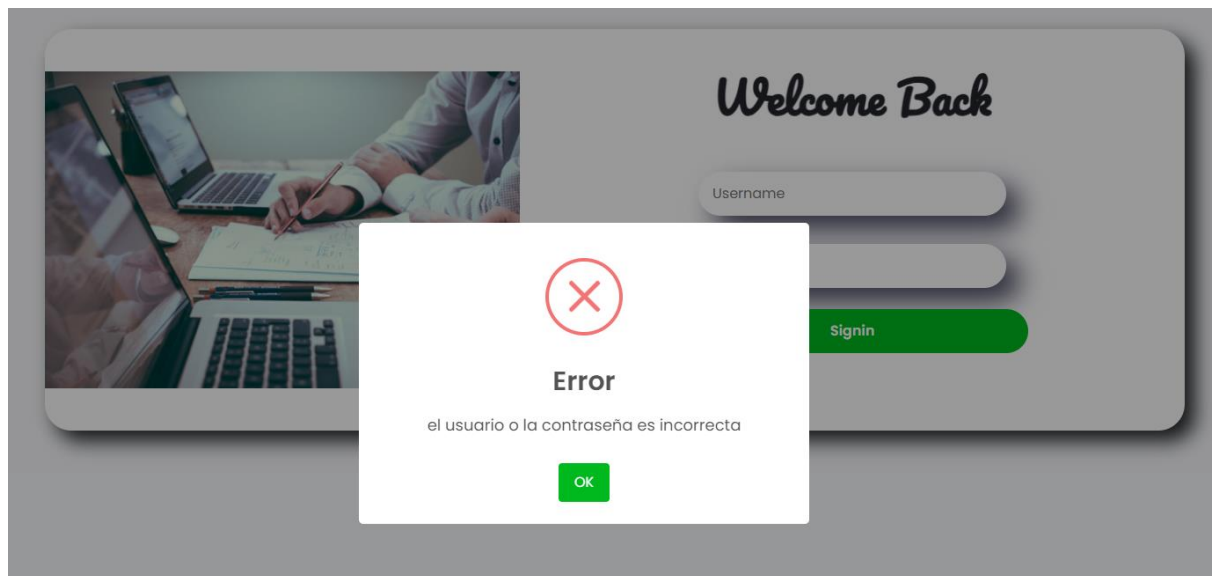 Welcome Back
Username
Signin
Error
el usuario o la contraseña es incorrecta
OK